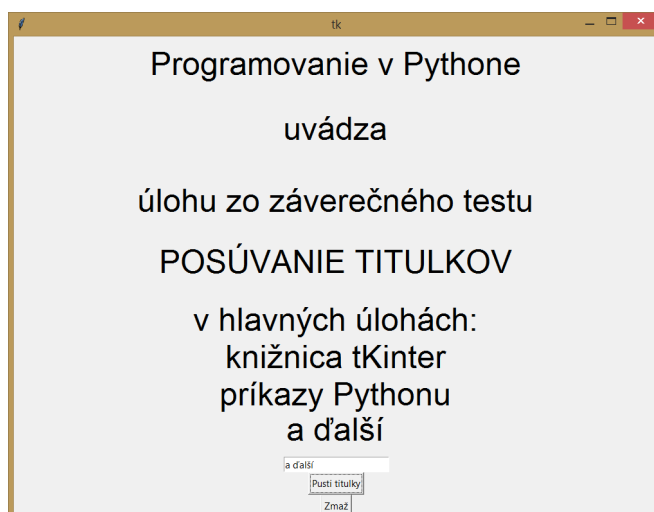 tk
Programovanie v Pythone
uvádza
úlohu zo záverečného testu
POSÚVANIE TITULKOV
v hlavných úlohách:
knižnica tKinter
príkazy Pythonu
a ďalší
a ďalší
Pusti titulky
Zmaž